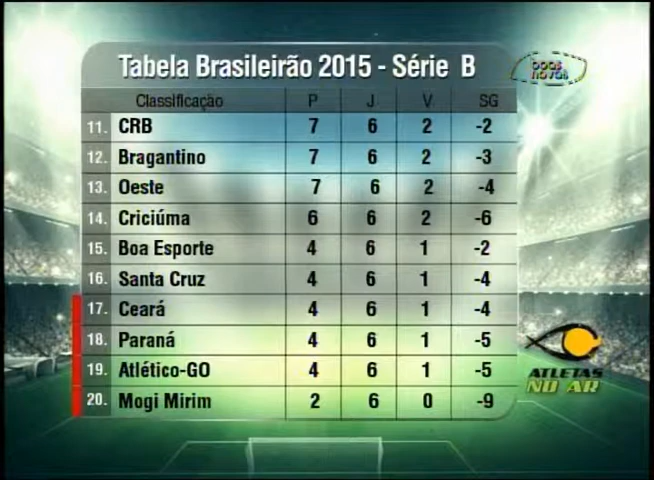 Tabela Brasileirão 2015 - Série B
boas novas
Classificação P J V SG
11. CRB 7 6 2 -2
12. Bragantino 7 6 2 -3
13. Oeste 7 6 2 -4
14. Criciúma 6 6 2 -6
15. Boa Esporte 4 6 1 -2
16. Santa Cruz 4 6 1 -4
17. Ceará 4 6 1 -4
18. Paraná 4 6 1 -5
19. Atlético-GO 4 6 1 -5
20. Mogi Mirim 2 6 0 -9
ATLETAS
NO AR